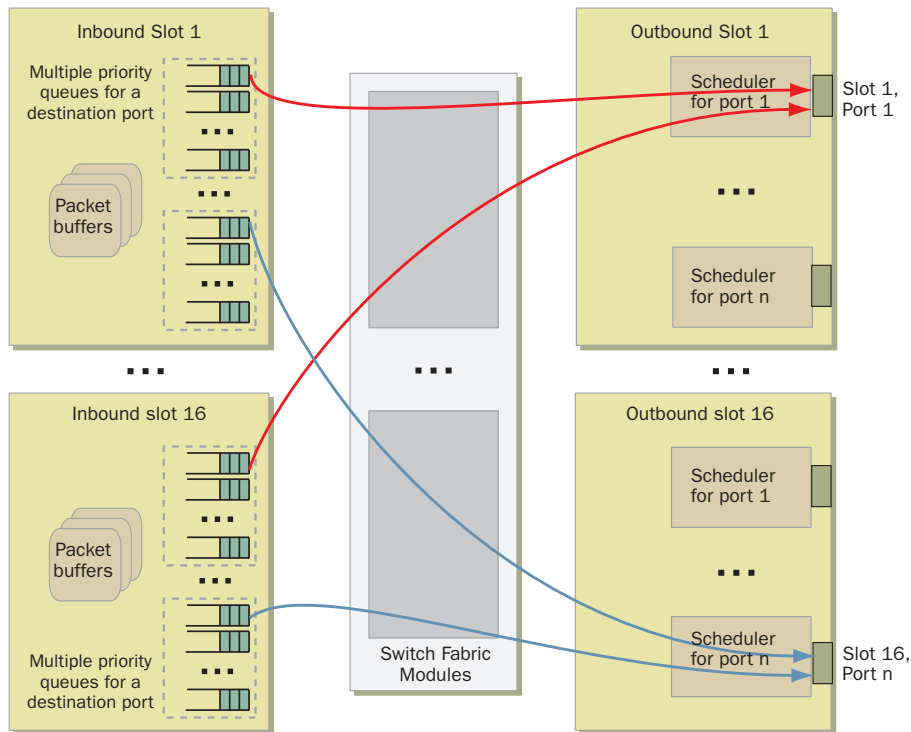 Inbound Slot 1
Multiple priority
queues for a
destination port
Packet
buffers
Inbound slot 16
Packet
buffers
Multiple priority
queues for a
destination port
Switch Fabric
Modules
Outbound Slot 1
Scheduler
for port 1
Slot 1,
Port 1
Scheduler
for port n
Outbound slot 16
Scheduler
for port 1
Scheduler
for port n
Slot 16,
Port n